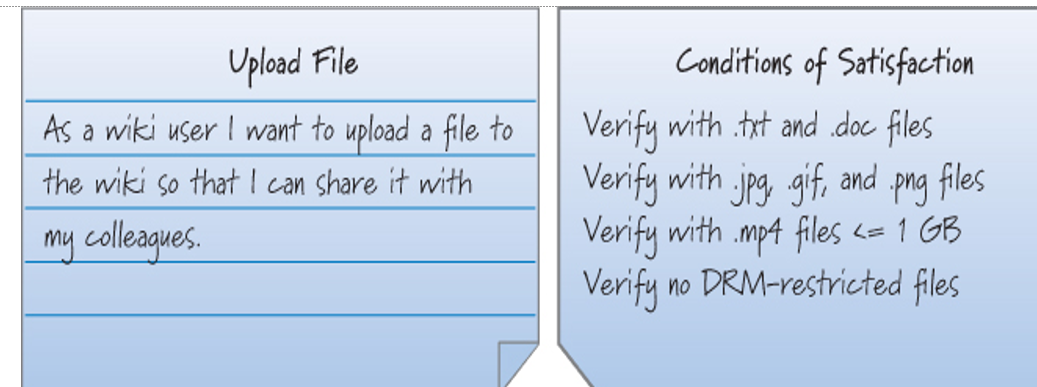 Upload File
As a wiki user I want to upload a file to
the wiki so that I can share it with
my colleagues.
Conditions of Satisfaction
Verify with .txt and .doc files
Verify with .jpg, .gif, and .png files
Verify with .mp4 files <= 1 GB
Verify no DRM-restricted files